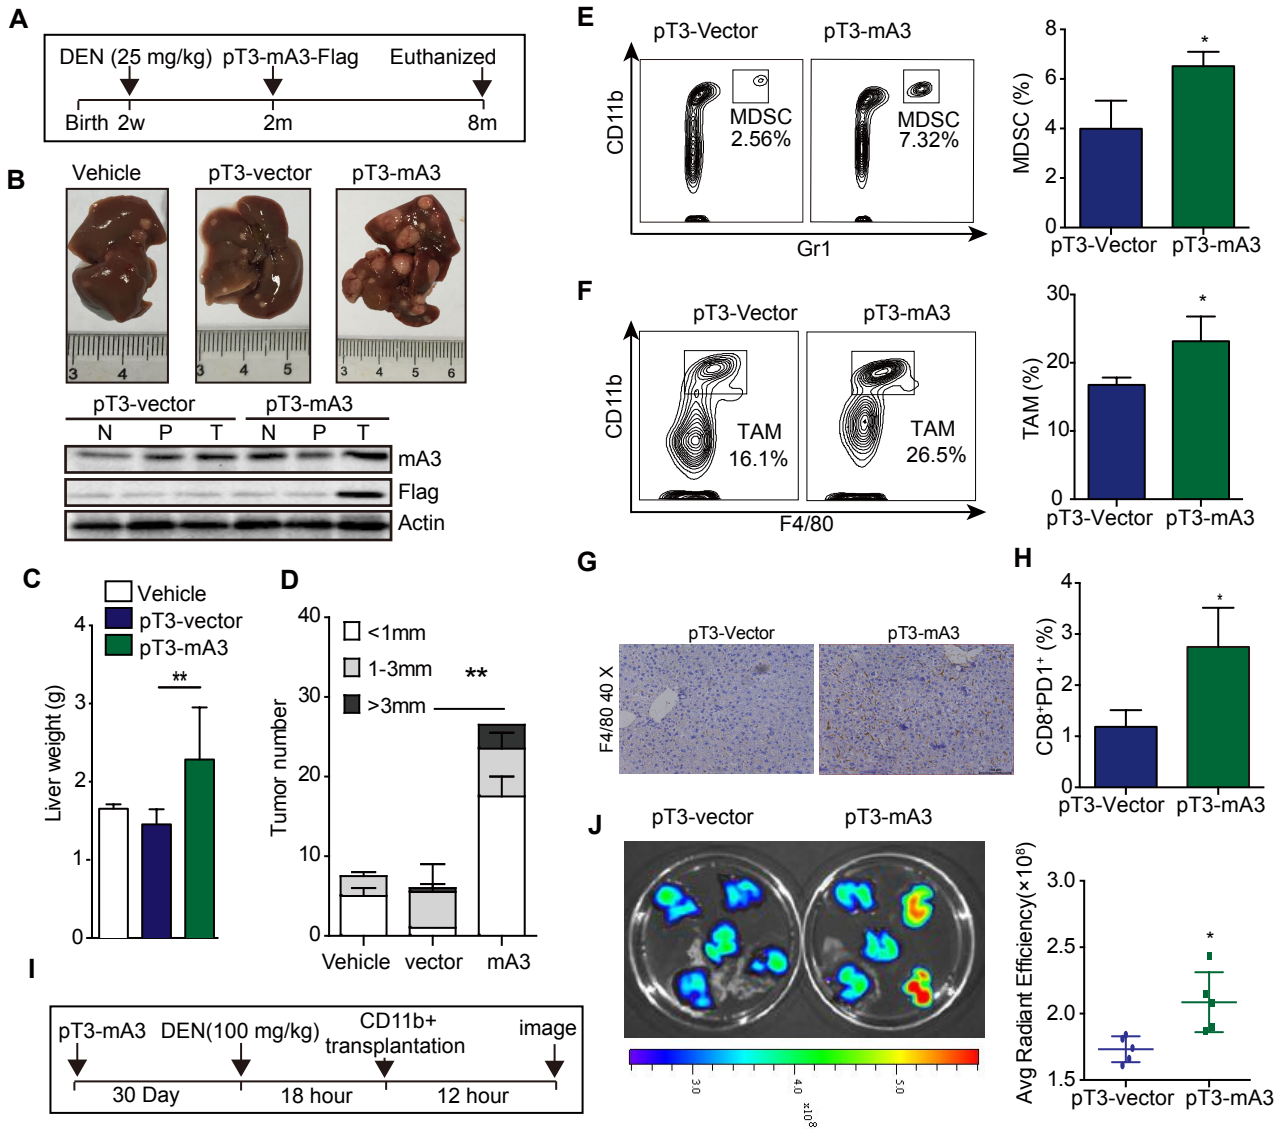 A
DEN (25 mg/kg) pT3-mA3-Flag Euthanized
Birth 2w 2m 8m
B
Vehicle pT3-vector pT3-mA3
3 4
4 5
3 4 5 6
pT3-vector pT3-mA3
N P T N P T
mA3
Flag
Actin
C
Vehicle
pT3-vector
pT3-mA3
**
Liver weight (g)
4
3
2
1
0
D
<1mm
1-3mm
>3mm
**
Tumor number
40
30
20
10
0
Vehicle vector mA3
E
pT3-Vector pT3-mA3
MDSC
2.56%
MDSC
7.32%
CD11b
Gr1
MDSC (%)
8
6
4
2
0
*
pT3-Vector pT3-mA3
F
pT3-Vector pT3-mA3
TAM
16.1%
TAM
26.5%
CD11b
F4/80
TAM (%)
30
20
10
0
*
pT3-Vector pT3-mA3
G
pT3-Vector pT3-mA3
F4/80 40 X
H
CD8⁺PD1⁺ (%)
4
3
2
1
0
*
pT3-Vector pT3-mA3
I
pT3-mA3 DEN(100 mg/kg) CD11b+
transplantation
image
30 Day 18 hour 12 hour
J
pT3-vector pT3-mA3
3.0 4.0 5.0
x10⁸
Avg Radiant Efficiency(×10⁸)
3.0
2.5
2.0
1.5
*
pT3-vector pT3-mA3